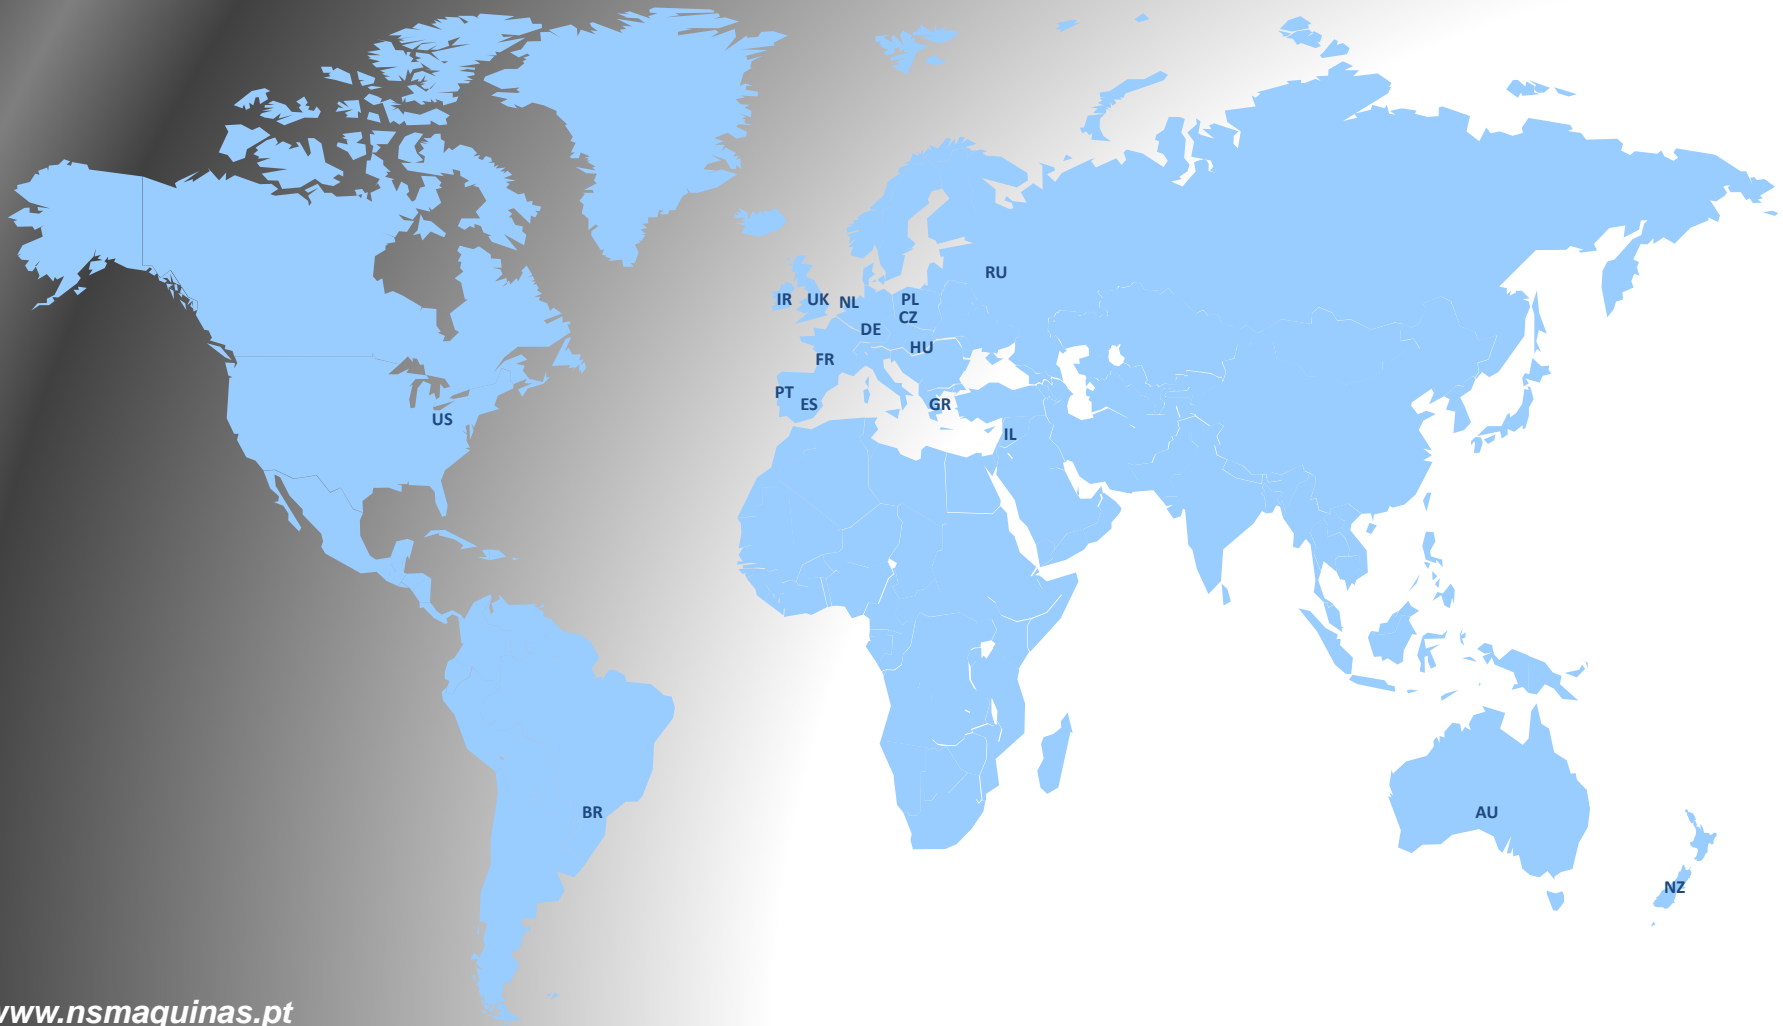 RU
IR UK NL PL
CZ
DE
HU
FR
PT
ES
GR
US
IL
BR
AU
NZ
www.nsmaquinas.pt